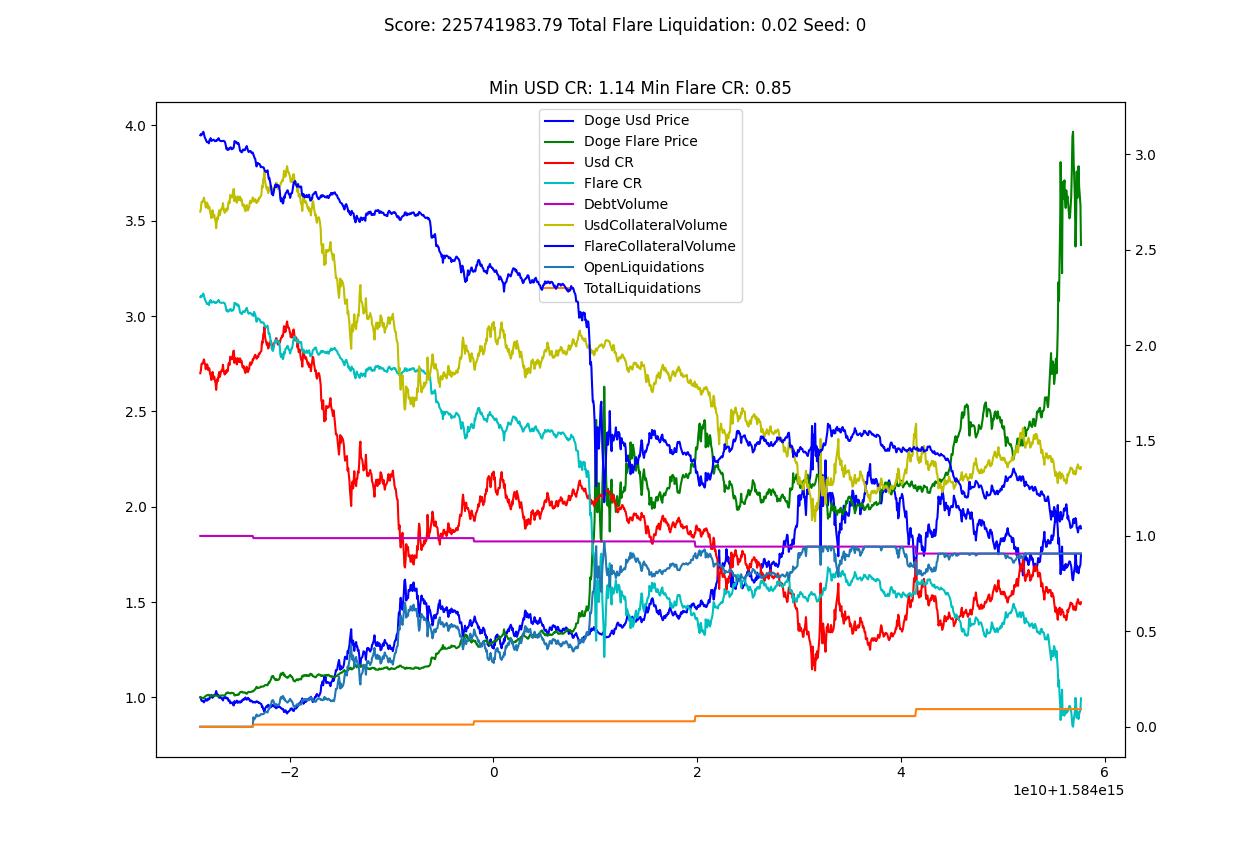 Score: 225741983.79 Total Flare Liquidation: 0.02 Seed: 0
Min USD CR: 1.14 Min Flare CR: 0.85
Doge Usd Price
Doge Flare Price
Usd CR
Flare CR
DebtVolume
UsdCollateralVolume
FlareCollateralVolume
OpenLiquidations
TotalLiquidations
4.0
3.5
3.0
2.5
2.0
1.5
1.0
3.0
2.5
2.0
1.5
1.0
0.5
0.0
−2 0 2 4 6
1e10+1.584e15